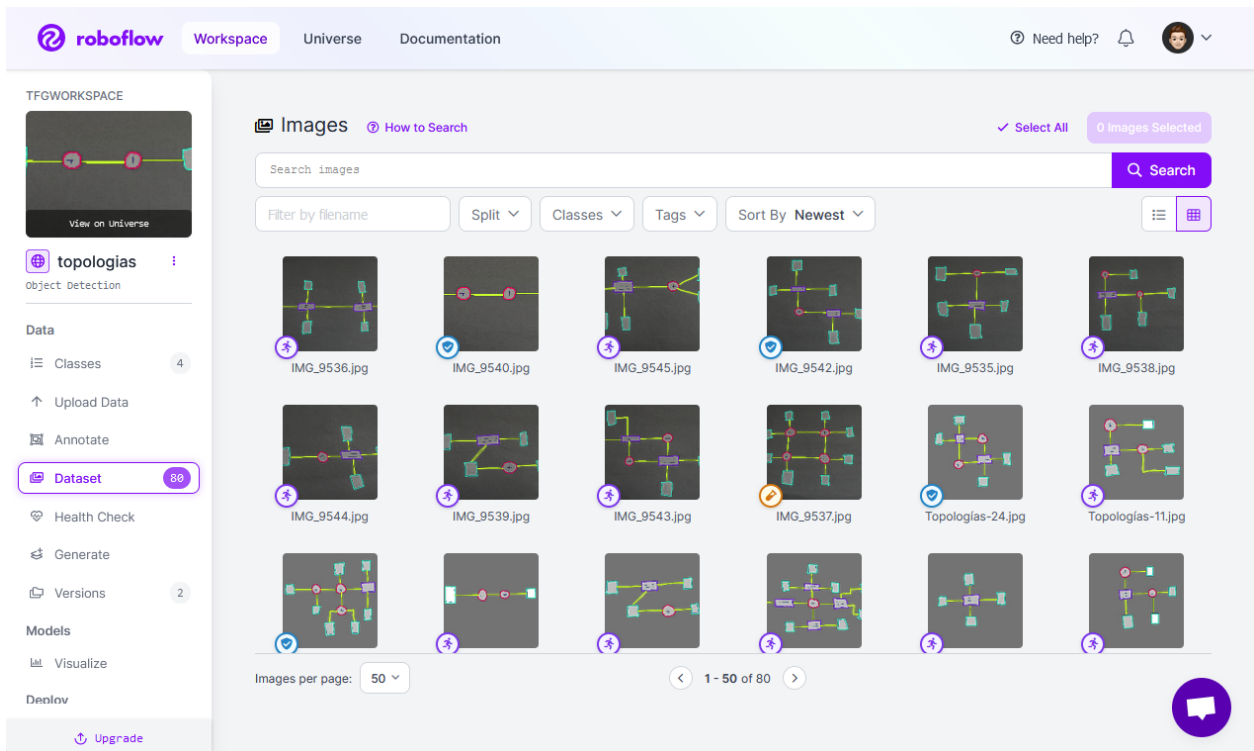 roboflow Workspace Universe Documentation Need help?
TFGWORKSPACE
View on Universe
topologias
Object Detection
Data
Classes 4
Upload Data
Annotate
Dataset 80
Health Check
Generate
Versions 2
Models
Visualize
Deploy
Upgrade
Images How to Search Select All 0 Images Selected
Search images Search
Filter by filename Split Classes Tags Sort By Newest
IMG_9536.jpg IMG_9540.jpg IMG_9545.jpg IMG_9542.jpg IMG_9535.jpg IMG_9538.jpg
IMG_9544.jpg IMG_9539.jpg IMG_9543.jpg IMG_9537.jpg Topologías-24.jpg Topologías-11.jpg
Images per page: 50 1 - 50 of 80